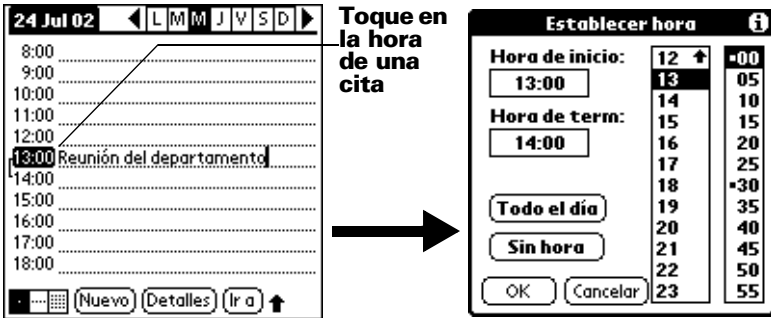 24 Jul 02 L M M J V S D
8:00
9:00
10:00
11:00
12:00
13:00 Reunión del departamento
14:00
15:00
16:00
17:00
18:00
Nuevo Detalles Ir a
Toque en
la hora
de una
cita
Establecer hora i
Hora de inicio:
13:00
Hora de term:
14:00
Todo el día
Sin hora
OK Cancelar
12
13
14
15
16
17
18
19
20
21
22
23
00
05
10
15
20
25
30
35
40
45
50
55